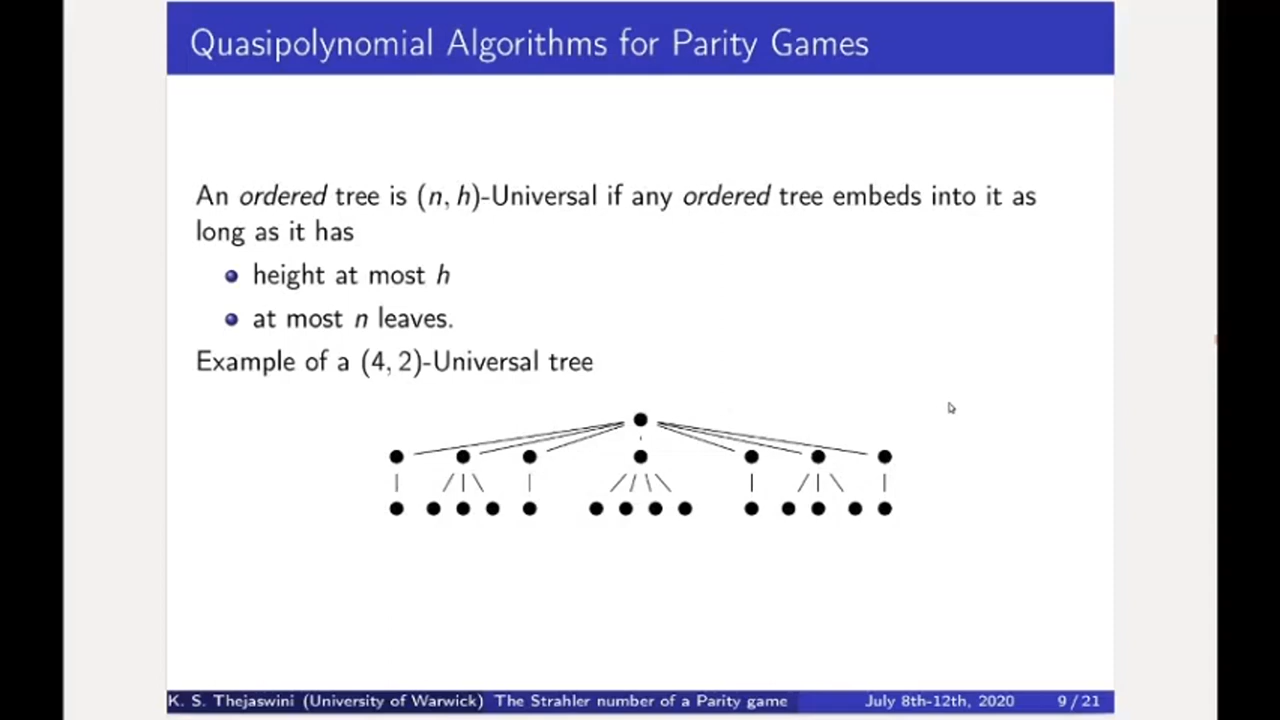 Quasipolynomial Algorithms for Parity Games
An ordered tree is (n, h)-Universal if any ordered tree embeds into it as
long as it has
height at most h
at most n leaves.
Example of a (4, 2)-Universal tree
K. S. Thejaswini (University of Warwick) The Strahler number of a Parity game July 8th-12th, 2020 9 / 21